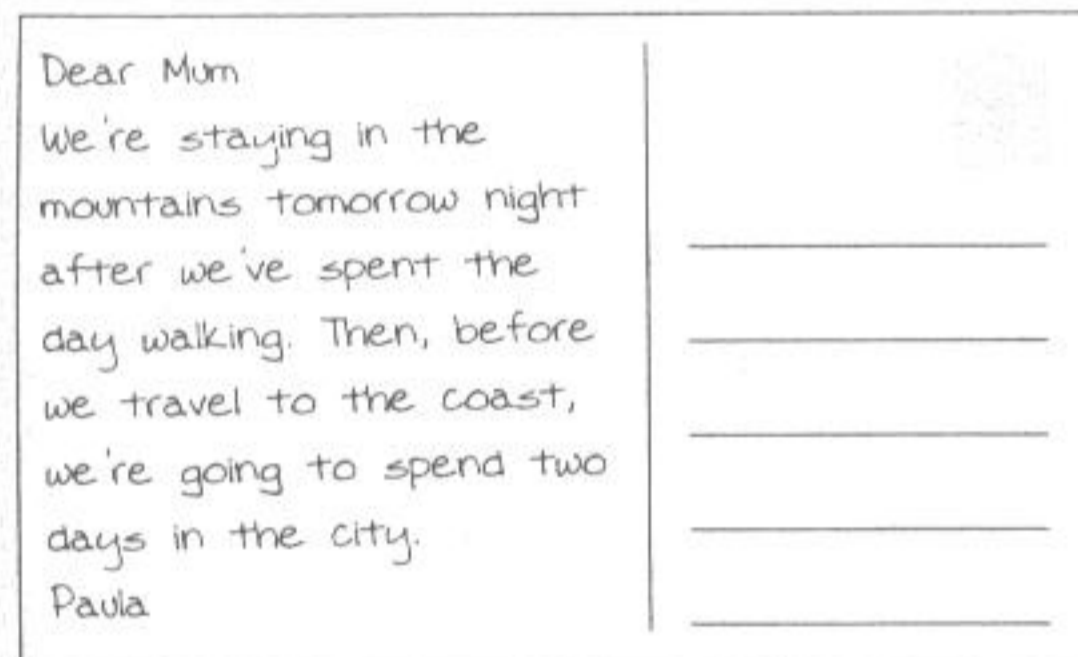 Dear Mum
We're staying in the
mountains tomorrow night
after we've spent the
day walking. Then, before
we travel to the coast,
we're going to spend two
days in the city.
Paula